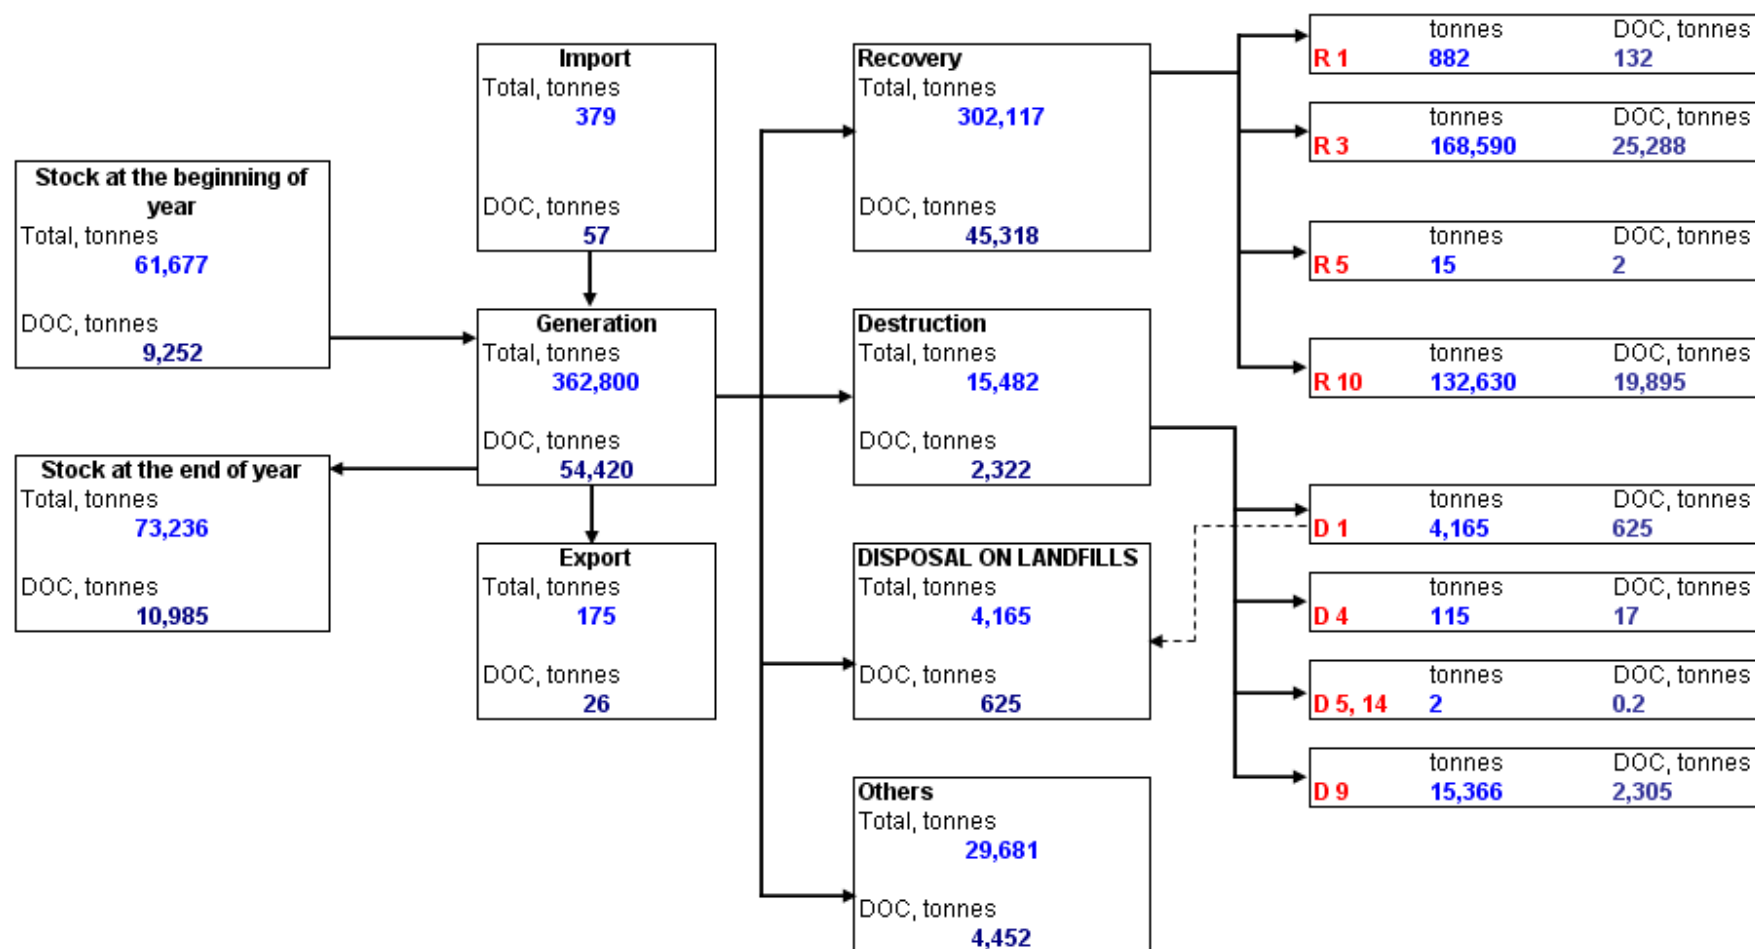 Stock at the beginning of
year
Total, tonnes
61,677
DOC, tonnes
9,252
Stock at the end of year
Total, tonnes
73,236
DOC, tonnes
10,985
Import
Total, tonnes
379
DOC, tonnes
57
Generation
Total, tonnes
362,800
DOC, tonnes
54,420
Export
Total, tonnes
175
DOC, tonnes
26
Recovery
Total, tonnes
302,117
DOC, tonnes
45,318
Destruction
Total, tonnes
15,482
DOC, tonnes
2,322
DISPOSAL ON LANDFILLS
Total, tonnes
4,165
DOC, tonnes
625
Others
Total, tonnes
29,681
DOC, tonnes
4,452
tonnes DOC, tonnes
R 1 882 132
tonnes DOC, tonnes
R 3 168,590 25,288
tonnes DOC, tonnes
R 5 15 2
tonnes DOC, tonnes
R 10 132,630 19,895
tonnes DOC, tonnes
D 1 4,165 625
tonnes DOC, tonnes
D 4 115 17
tonnes DOC, tonnes
D 5, 14 2 0.2
tonnes DOC, tonnes
D 9 15,366 2,305